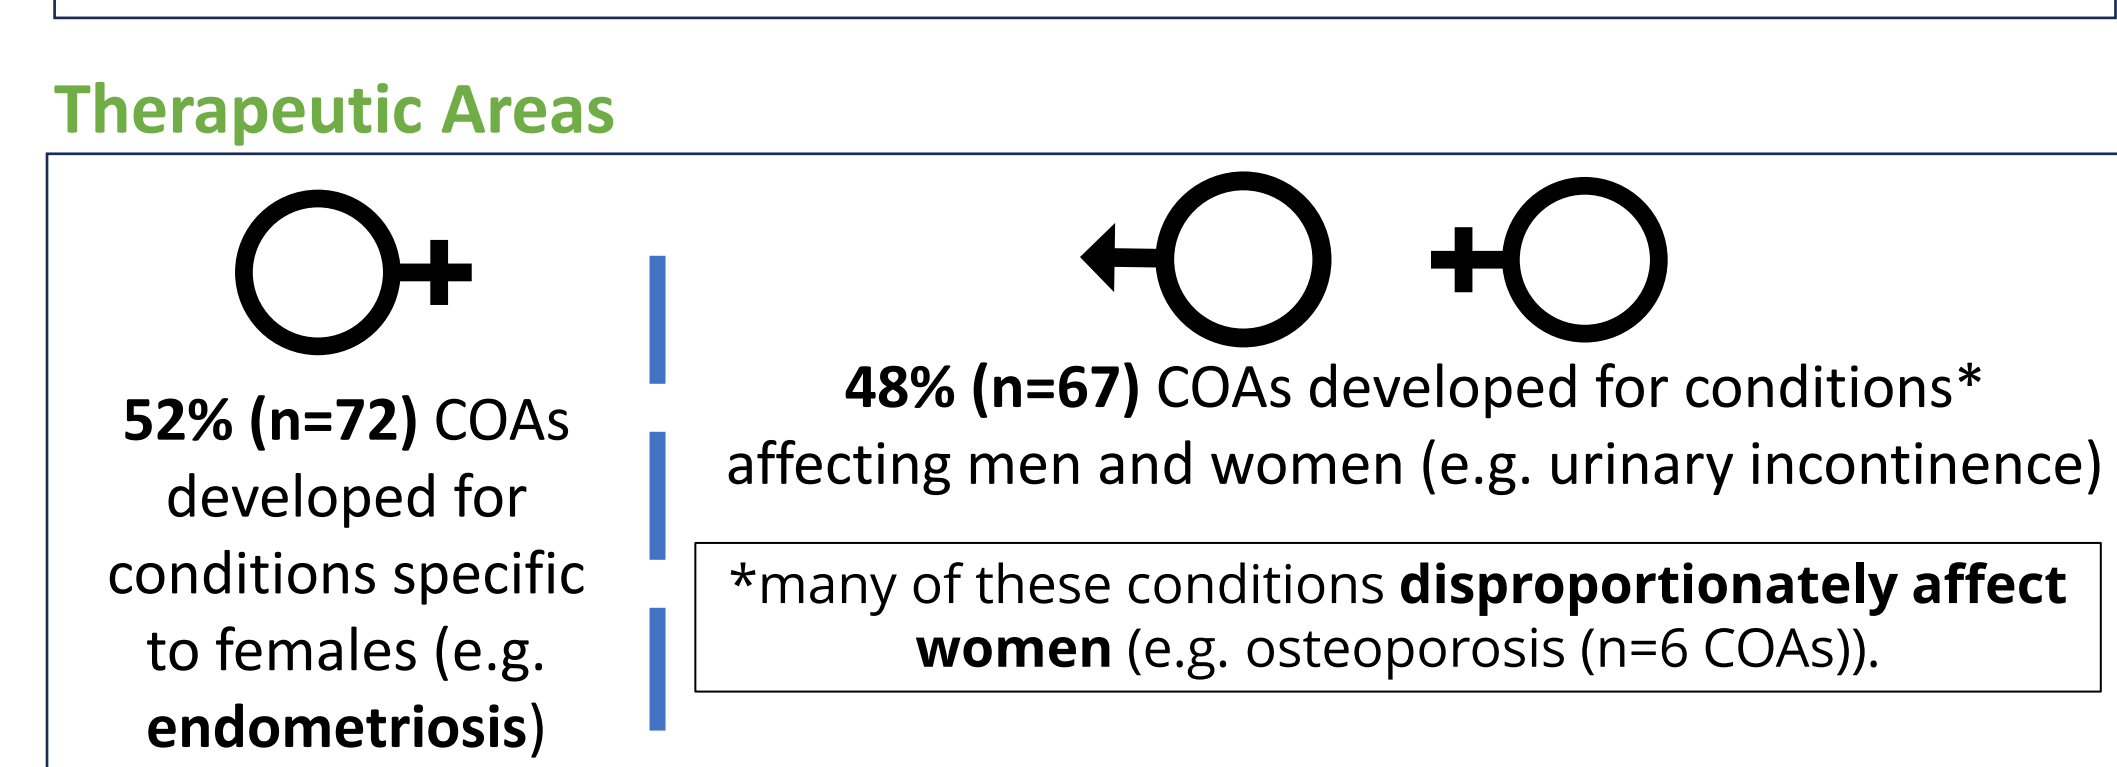 Therapeutic Areas
52% (n=72) COAs
developed for
conditions specific
to females (e.g.
endometriosis)
48% (n=67) COAs developed for conditions*
affecting men and women (e.g. urinary incontinence)
*many of these conditions disproportionately affect
women (e.g. osteoporosis (n=6 COAs)).